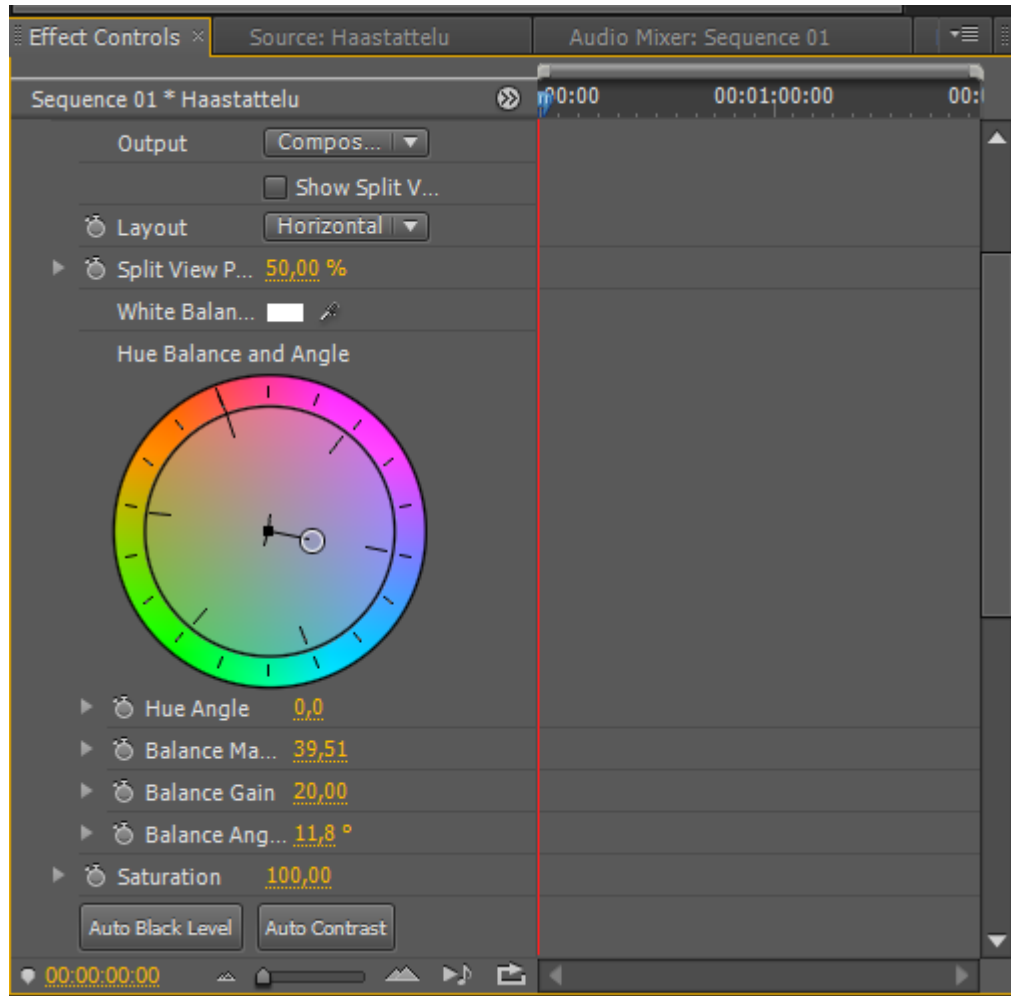 Effect Controls × Source: Haastattelu Audio Mixer: Sequence 01
Sequence 01 * Haastattelu 00:00 00:01:00:00 00:
Output Compos...
Show Split V...
Layout Horizontal
Split View P... 50,00 %
White Balan...
Hue Balance and Angle
Hue Angle 0,0
Balance Ma... 39,51
Balance Gain 20,00
Balance Ang... 11,8 °
Saturation 100,00
Auto Black Level Auto Contrast
00:00:00:00